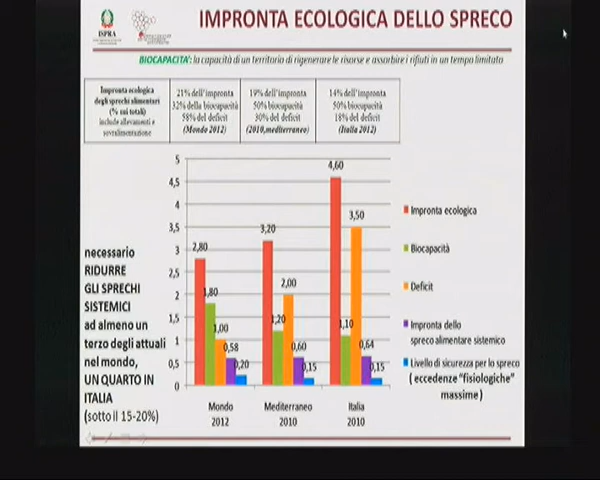 ISPRA
IMPRONTA ECOLOGICA DELLO SPRECO
BIOCAPACITA': la capacità di un territorio di rigenerare le risorse e assorbire i rifiuti in un tempo limitato
Impronta ecologica
degli sprechi alimentari
(% sui totali)
include allevamenti e
sovralimentazione
21% dell'impronta
32% della biocapacità
58% del deficit
(Mondo 2012)
19% dell'impronta
50% biocapacità
30% del deficit
(2010,mediterraneo)
14% dell'impronta
50% biocapacità
18% del deficit
(Italia 2012)
necessario
RIDURRE
GLI SPRECHI
SISTEMICI
ad almeno un
terzo degli attuali
nel mondo,
UN QUARTO IN
ITALIA
(sotto il 15-20%)
5
4,5
4
3,5
3
2,5
2
1,5
1
0,5
0
2,80
1,80
1,00
0,58
0,20
3,20
1,20
2,00
0,60
0,15
4,60
1,10
3,50
0,64
0,15
Mondo
2012
Mediterraneo
2010
Italia
2010
Impronta ecologica
Biocapacità
Deficit
Impronta dello
spreco alimentare sistemico
Livello di sicurezza per lo spreco
( eccedenze "fisiologiche"
massime )